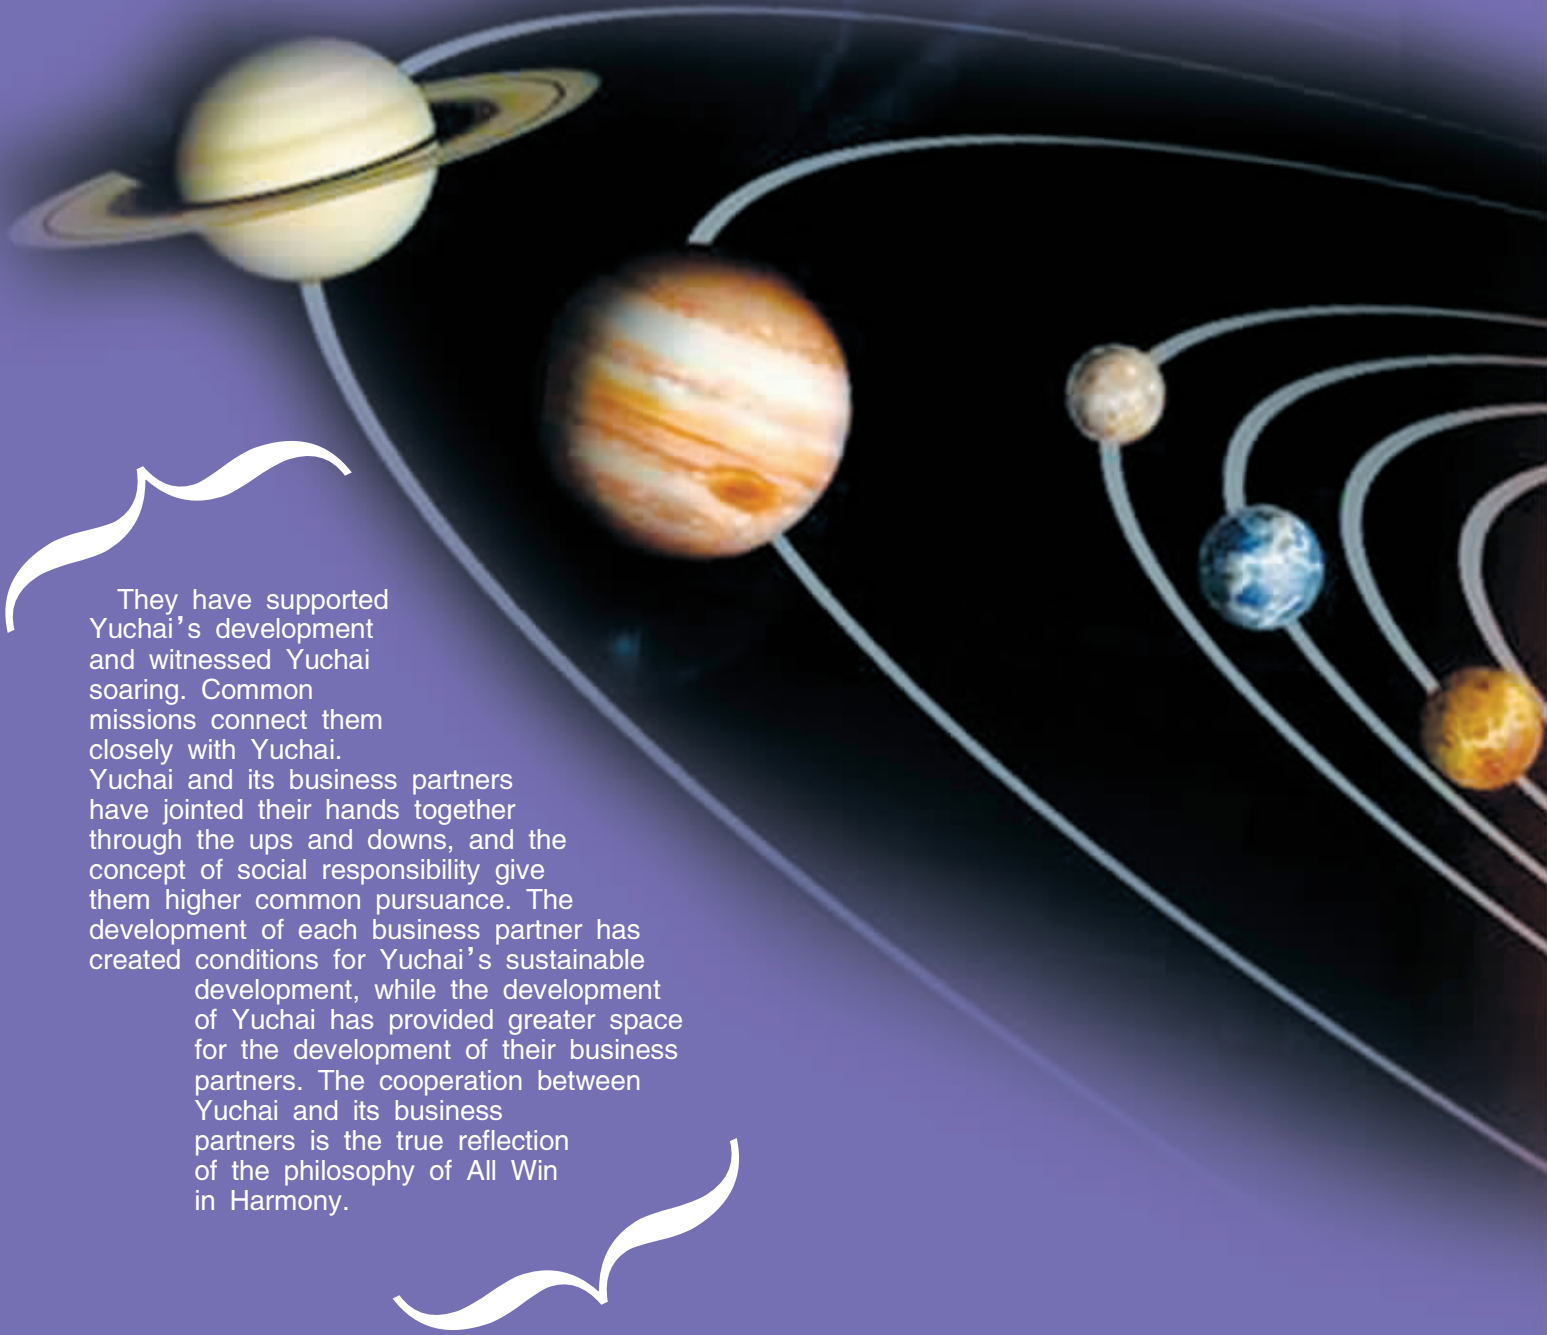 They have supported
Yuchai’s development
and witnessed Yuchai
soaring. Common
missions connect them
closely with Yuchai.
Yuchai and its business partners
have jointed their hands together
through the ups and downs, and the
concept of social responsibility give
them higher common pursuance. The
development of each business partner has
created conditions for Yuchai’s sustainable
development, while the development
of Yuchai has provided greater space
for the development of their business
partners. The cooperation between
Yuchai and its business
partners is the true reflection
of the philosophy of All Win
in Harmony.